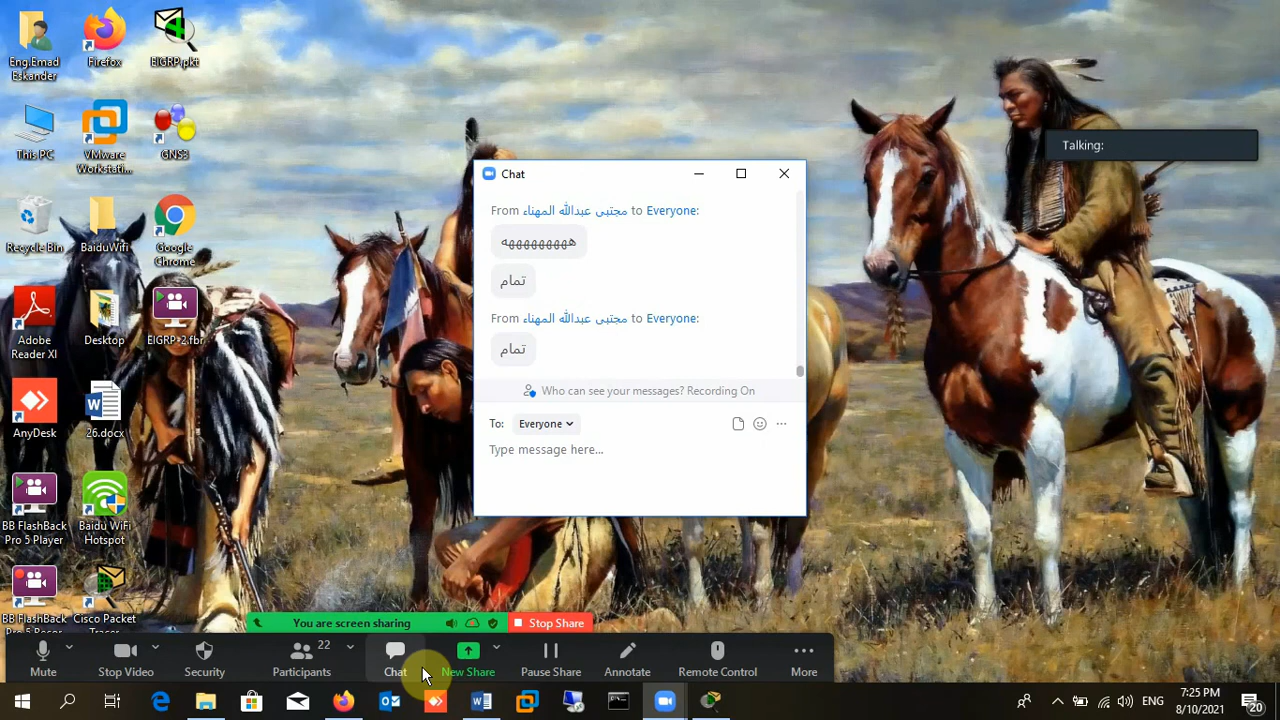 Eng.Emad
Eskander
Firefox
EIGRP.pkt
This PC
VMware
Workstati...
GNS3
Recycle Bin
BaiduWifi
Google
Chrome
Adobe
Reader XI
Desktop
EIGRP-2.fbr
AnyDesk
26.docx
BB FlashBack
Pro 5 Player
Baidu WiFi
Hotspot
BB FlashBack
Pro 5 Recor...
Cisco Packet
Tracer
Talking:
Chat
From مجتبى عبدالله المهناء to Everyone:
هههههههههه
تمام
From مجتبى عبدالله المهناء to Everyone:
تمام
Who can see your messages? Recording On
To: Everyone
Type message here...
You are screen sharing
Stop Share
Mute
Stop Video
Security
22
Participants
Chat
New Share
Pause Share
Annotate
Remote Control
More
ENG
7:25 PM
8/10/2021
20